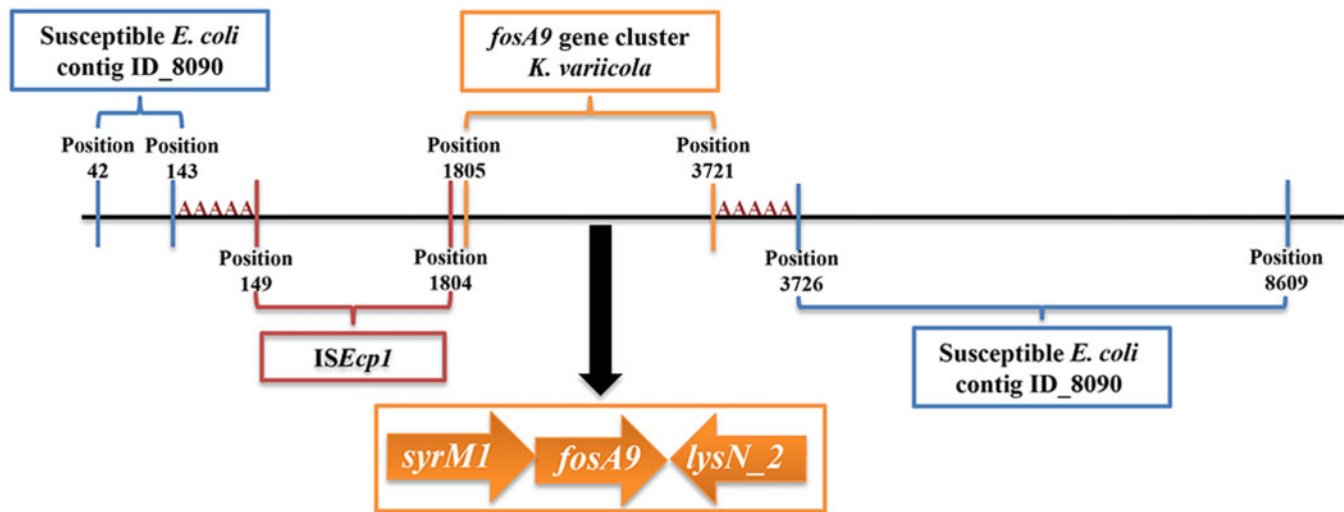 Susceptible E. coli
contig ID_8090
fosA9 gene cluster
K. variicola
Position
42
Position
143
Position
1805
Position
3721
AAAAA
AAAAA
Position
149
Position
1804
Position
3726
Position
8609
ISEcp1
Susceptible E. coli
contig ID_8090
syrM1
fosA9
lysN_2